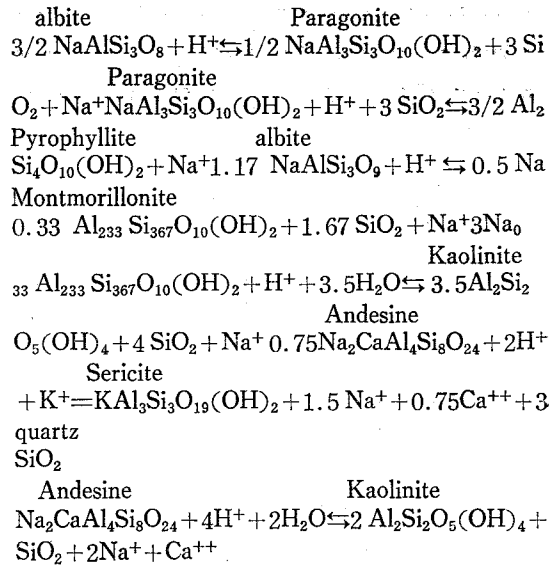 albite Paragonite
3/2 NaAlSi₃O₈+H⁺⇆1/2 NaAl₃Si₃O₁₀(OH)₂+3 Si
Paragonite
O₂+Na⁺NaAl₃Si₃O₁₀(OH)₂+H⁺+3 SiO₂⇆3/2 Al₂
Pyrophyllite albite
Si₄O₁₀(OH)₂+Na⁺1.17 NaAlSi₃O₉+H⁺⇆0.5 Na
Montmorillonite
0.33 Al₂₃₃ Si₃₆₇O₁₀(OH)₂+1.67 SiO₂+Na⁺3Na₀
Kaolinite
₃₃ Al₂₃₃ Si₃₆₇O₁₀(OH)₂+H⁺+3.5H₂O⇆3.5Al₂Si₂
Andesine
O₅(OH)₄+4 SiO₂+Na⁺ 0.75Na₂CaAl₄Si₈O₂₄+2H⁺
Sericite
+K⁺=KAl₃Si₃O₁₉(OH)₂+1.5 Na⁺+0.75Ca⁺⁺+3
quartz
SiO₂
Andesine Kaolinite
Na₂CaAl₄Si₈O₂₄+4H⁺+2H₂O⇆2 Al₂Si₂O₅(OH)₄+
SiO₂+2Na⁺+Ca⁺⁺